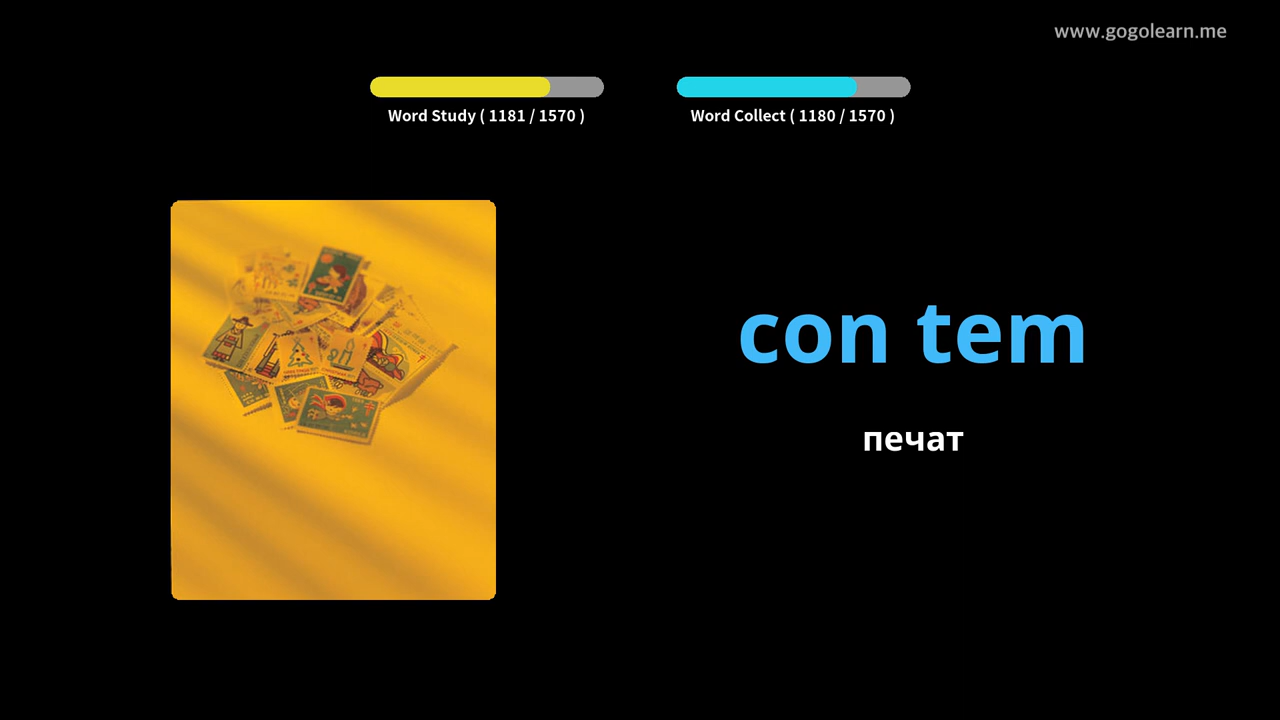 www.gogolearn.me
Word Study ( 1181 / 1570 )
Word Collect ( 1180 / 1570 )
con tem
печат